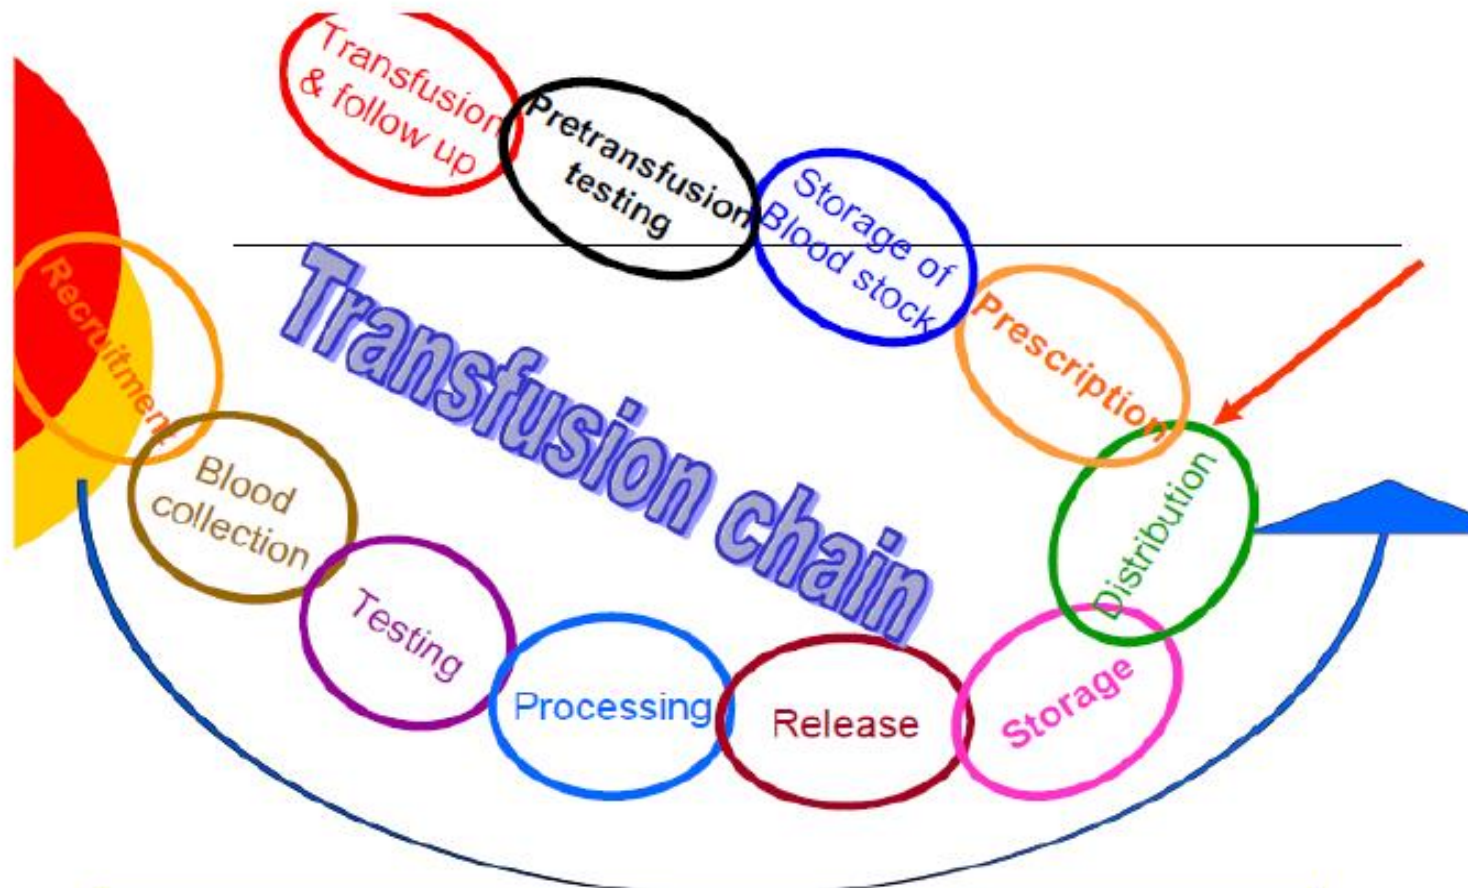 Transfusion
& follow up
Pretransfusion
testing
Storage of
Blood stock
Prescription
Recruitment
Transfusion chain
Blood
collection
Testing
Processing
Release
Storage
Distribution